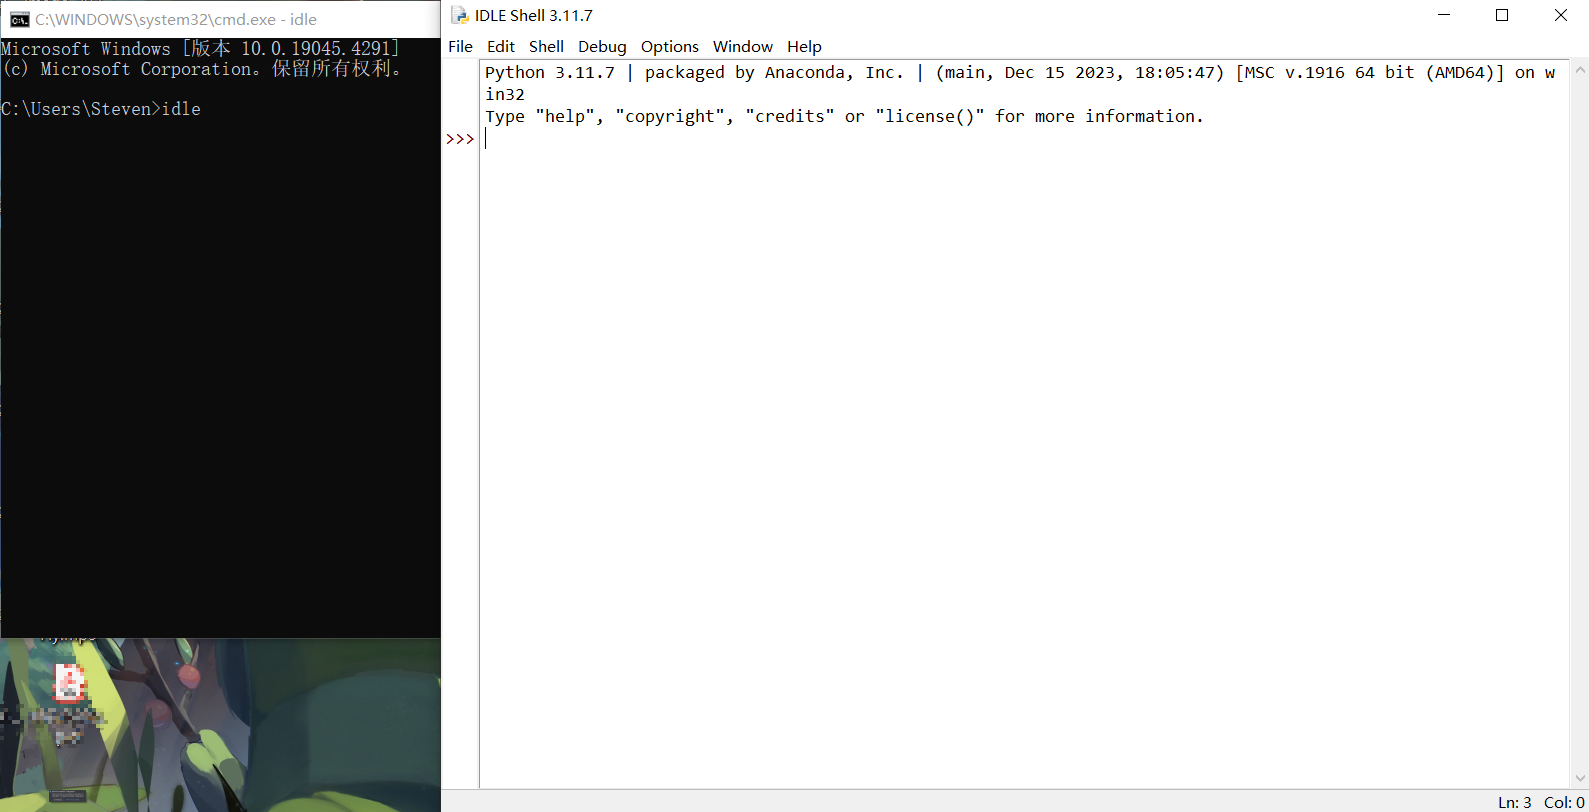 C:\WINDOWS\system32\cmd.exe - idle
Microsoft Windows [版本 10.0.19045.4291]
(c) Microsoft Corporation。保留所有权利。
C:\Users\Steven>idle
IDLE Shell 3.11.7
File Edit Shell Debug Options Window Help
Python 3.11.7 | packaged by Anaconda, Inc. | (main, Dec 15 2023, 18:05:47) [MSC v.1916 64 bit (AMD64)] on w
in32
Type "help", "copyright", "credits" or "license()" for more information.
>>>
Ln: 3 Col: 0